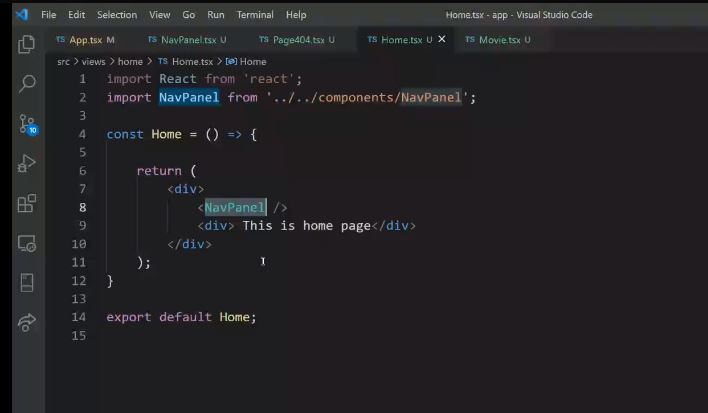 File Edit Selection View Go Run Terminal Help Home.tsx - app - Visual Studio Code
TS App.tsx M TS NavPanel.tsx U TS Page404.tsx U TS Home.tsx U TS Movie.tsx U
src > views > home > TS Home.tsx > Home
1 import React from 'react';
2 import NavPanel from '../../components/NavPanel';
3
4 const Home = () => {
5
6 return (
7 <div>
8 <NavPanel />
9 <div> This is home page</div>
10 </div>
11 );
12 }
13
14 export default Home;
15
10